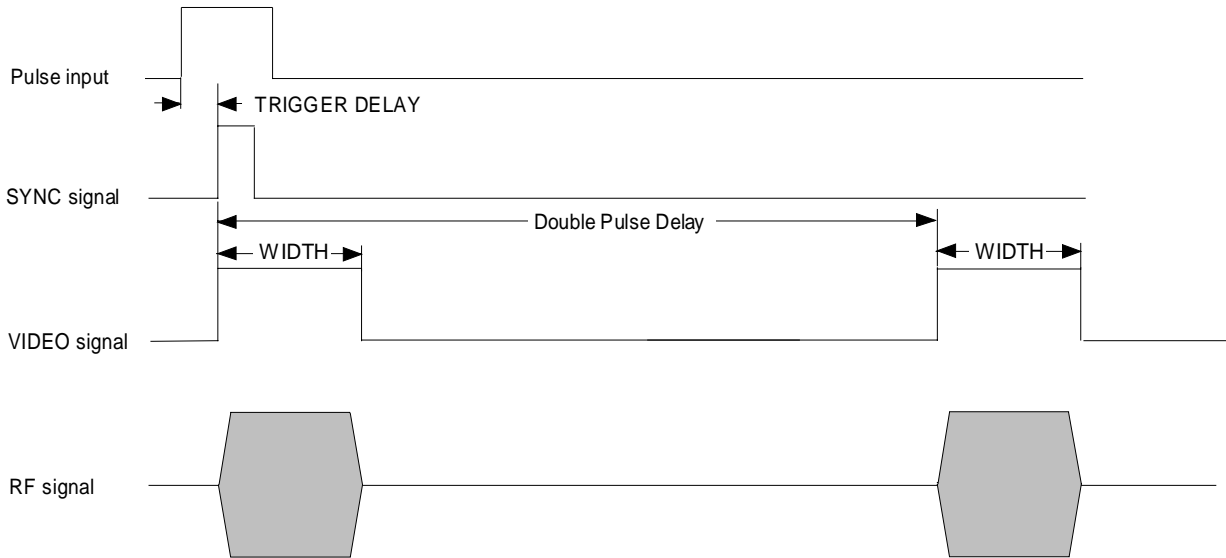 Pulse input
TRIGGER DELAY
SYNC signal
Double Pulse Delay
WIDTH
WIDTH
VIDEO signal
RF signal